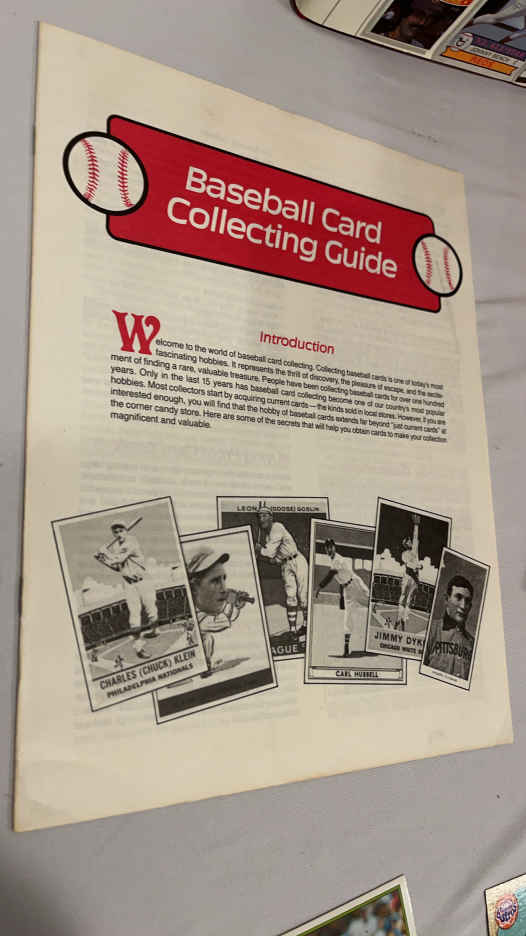 JOHNNY BENCH C
REDS
Baseball Card
Collecting Guide
Introduction
Welcome to the world of baseball card collecting. Collecting baseball cards is one of today's most
fascinating hobbies. It represents the thrill of discovery, the pleasure of escape, and the excite-
ment of finding a rare, valuable treasure. People have been collecting baseball cards for over one hundred
years. Only in the last 15 years has baseball card collecting become one of our country's most popular
hobbies. Most collectors start by acquiring current cards — the kinds sold in local stores. However, if you are
interested enough, you will find that the hobby of baseball cards extends far beyond "just current cards" at
the corner candy store. Here are some of the secrets that will help you obtain cards to make your collection
magnificent and valuable.
LEON (GOOSE) GOSLIN
AGUE
CHARLES (CHUCK) KLEIN
PHILADELPHIA NATIONALS
CARL HUBBELL
JIMMY DYK
CHICAGO WHITE S
PITTSBUR